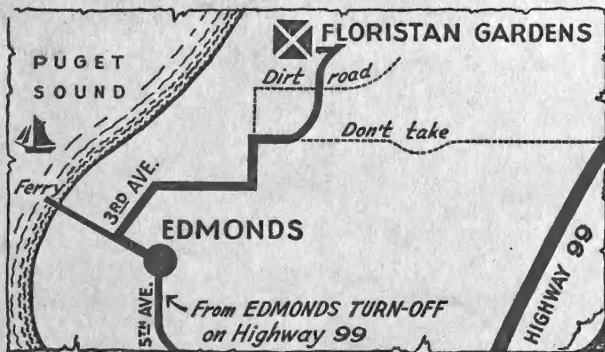 FLORISTAN GARDENS
PUGET
SOUND
Dirt road
Don't take
Ferry
3RD AVE.
EDMONDS
HIGHWAY 99
5TH AVE.
From EDMONDS TURN-OFF
on Highway 99